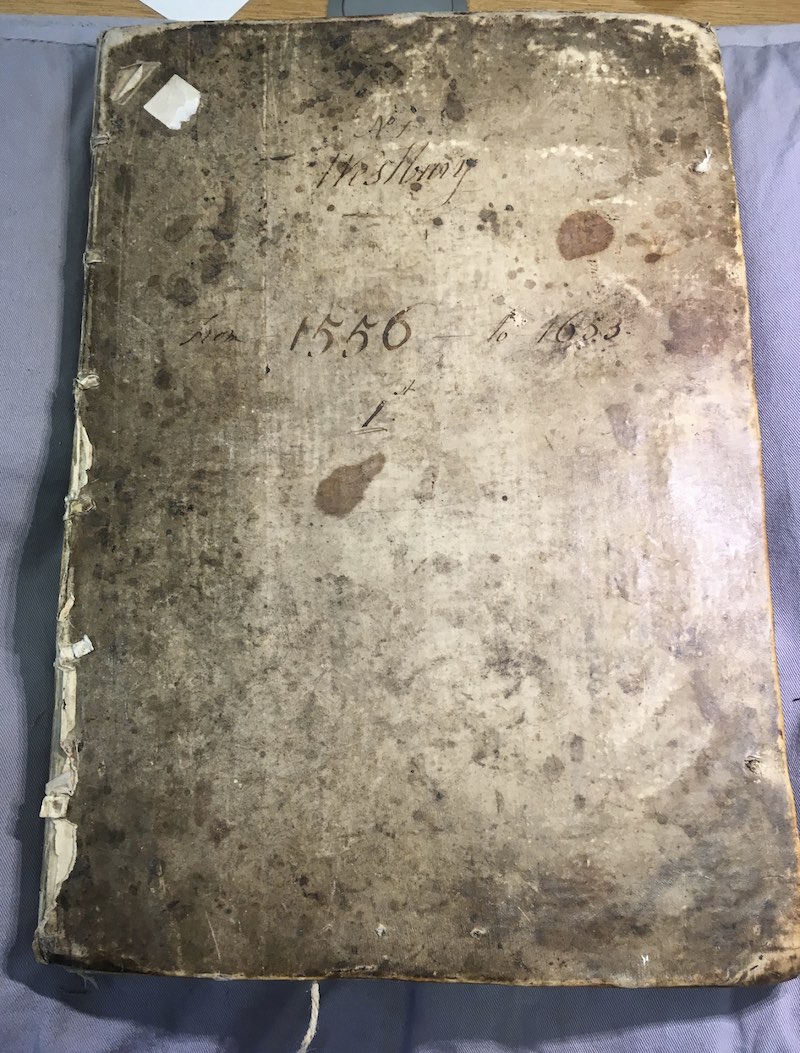 No 1
Westbury
from 1556 — to 1653
1st